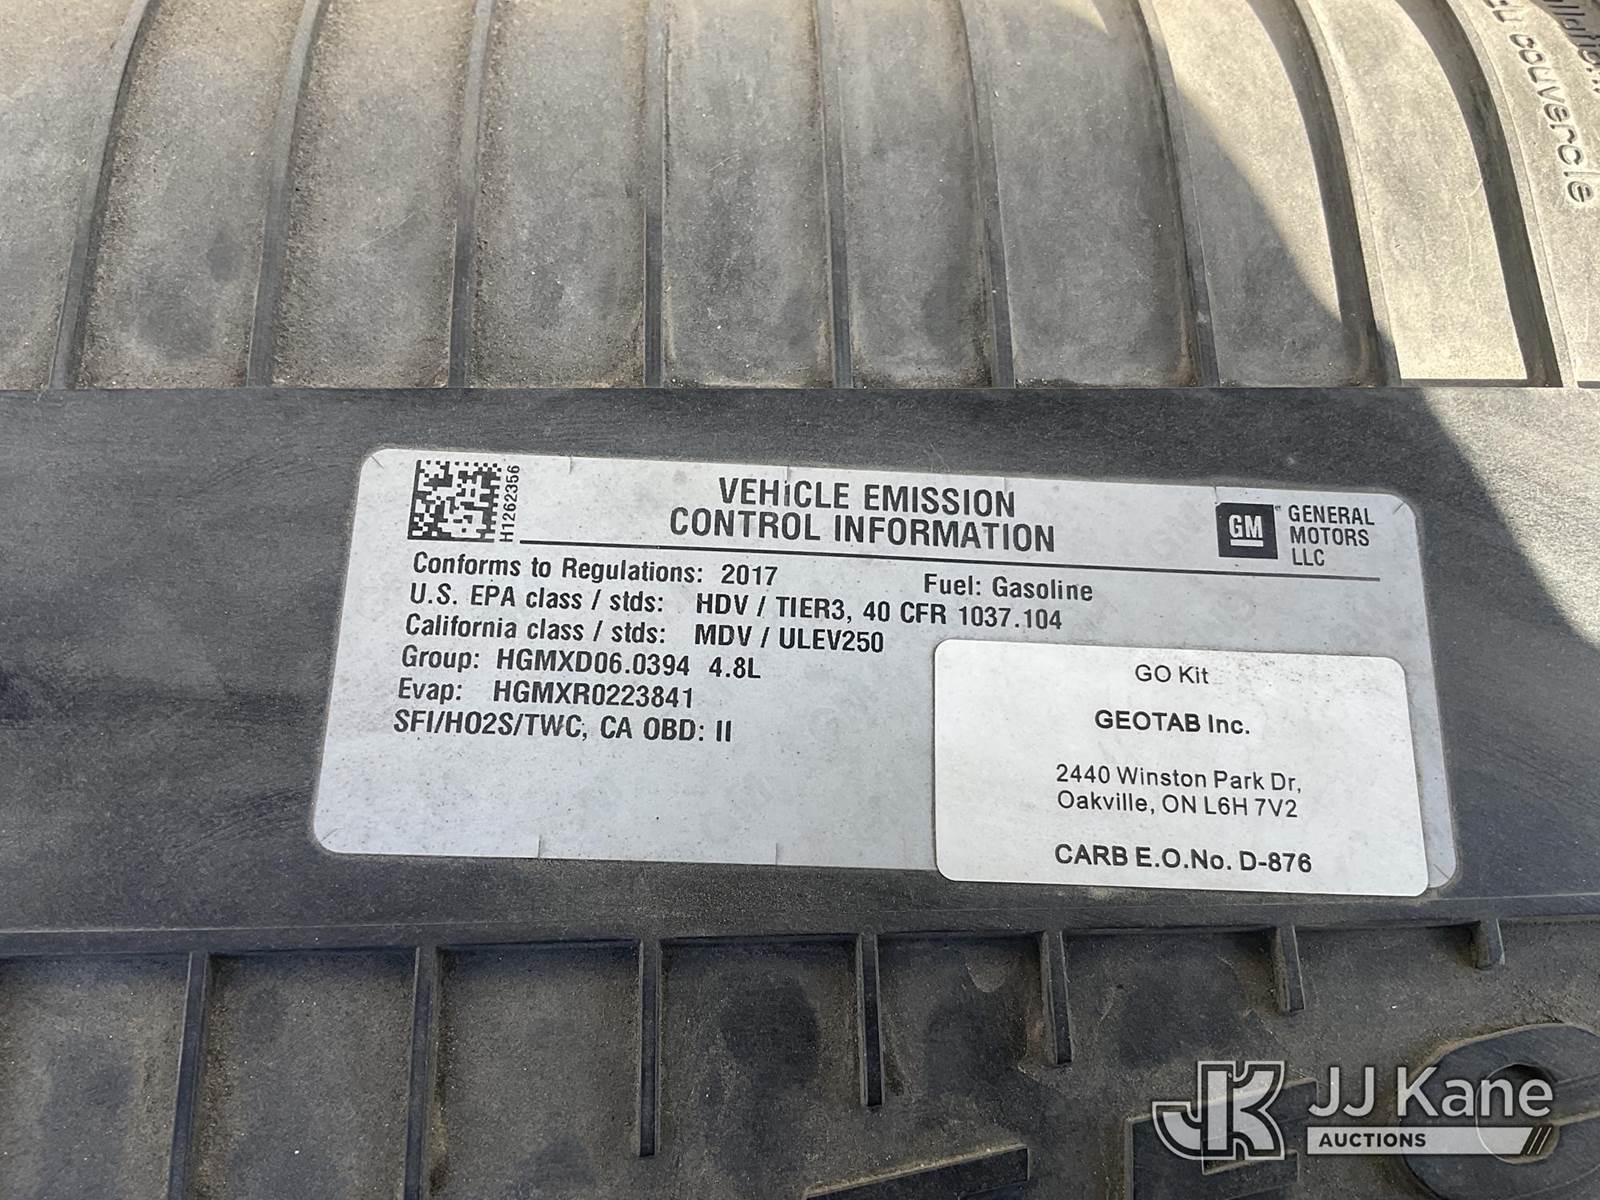 du couvercle
H1262356
VEHICLE EMISSION
CONTROL INFORMATION
GM
GENERAL
MOTORS
LLC
Conforms to Regulations: 2017
Fuel: Gasoline
U.S. EPA class / stds: HDV / TIER3, 40 CFR 1037.104
California class / stds: MDV / ULEV250
Group: HGMXD06.0394 4.8L
Evap: HGMXR0223841
SFI/HO2S/TWC, CA OBD: II
GO Kit
GEOTAB Inc.
2440 Winston Park Dr,
Oakville, ON L6H 7V2
CARB E.O.No. D-876
JK
JJ Kane
AUCTIONS